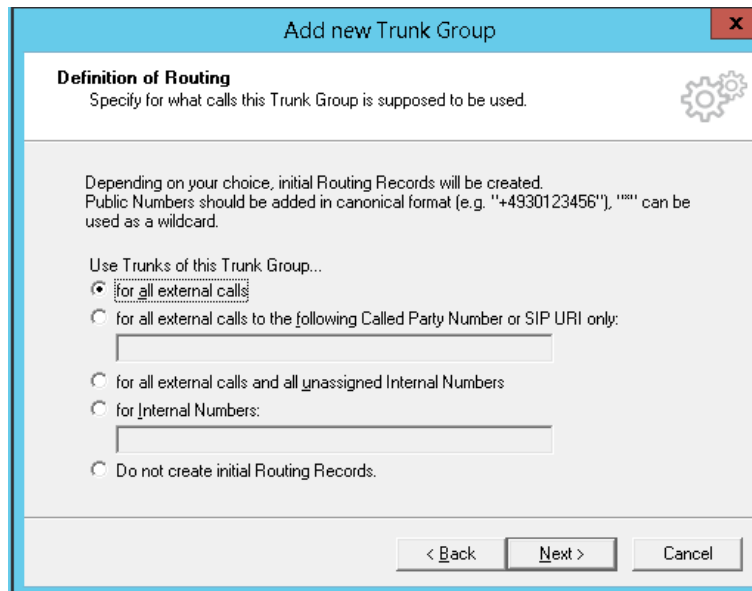 Add new Trunk Group
x
Definition of Routing
Specify for what calls this Trunk Group is supposed to be used.
Depending on your choice, initial Routing Records will be created.
Public Numbers should be added in canonical format (e.g. "+4930123456"), "*" can be
used as a wildcard.
Use Trunks of this Trunk Group...
for all external calls
for all external calls to the following Called Party Number or SIP URI only:
for all external calls and all unassigned Internal Numbers
for Internal Numbers:
Do not create initial Routing Records.
< Back
Next >
Cancel